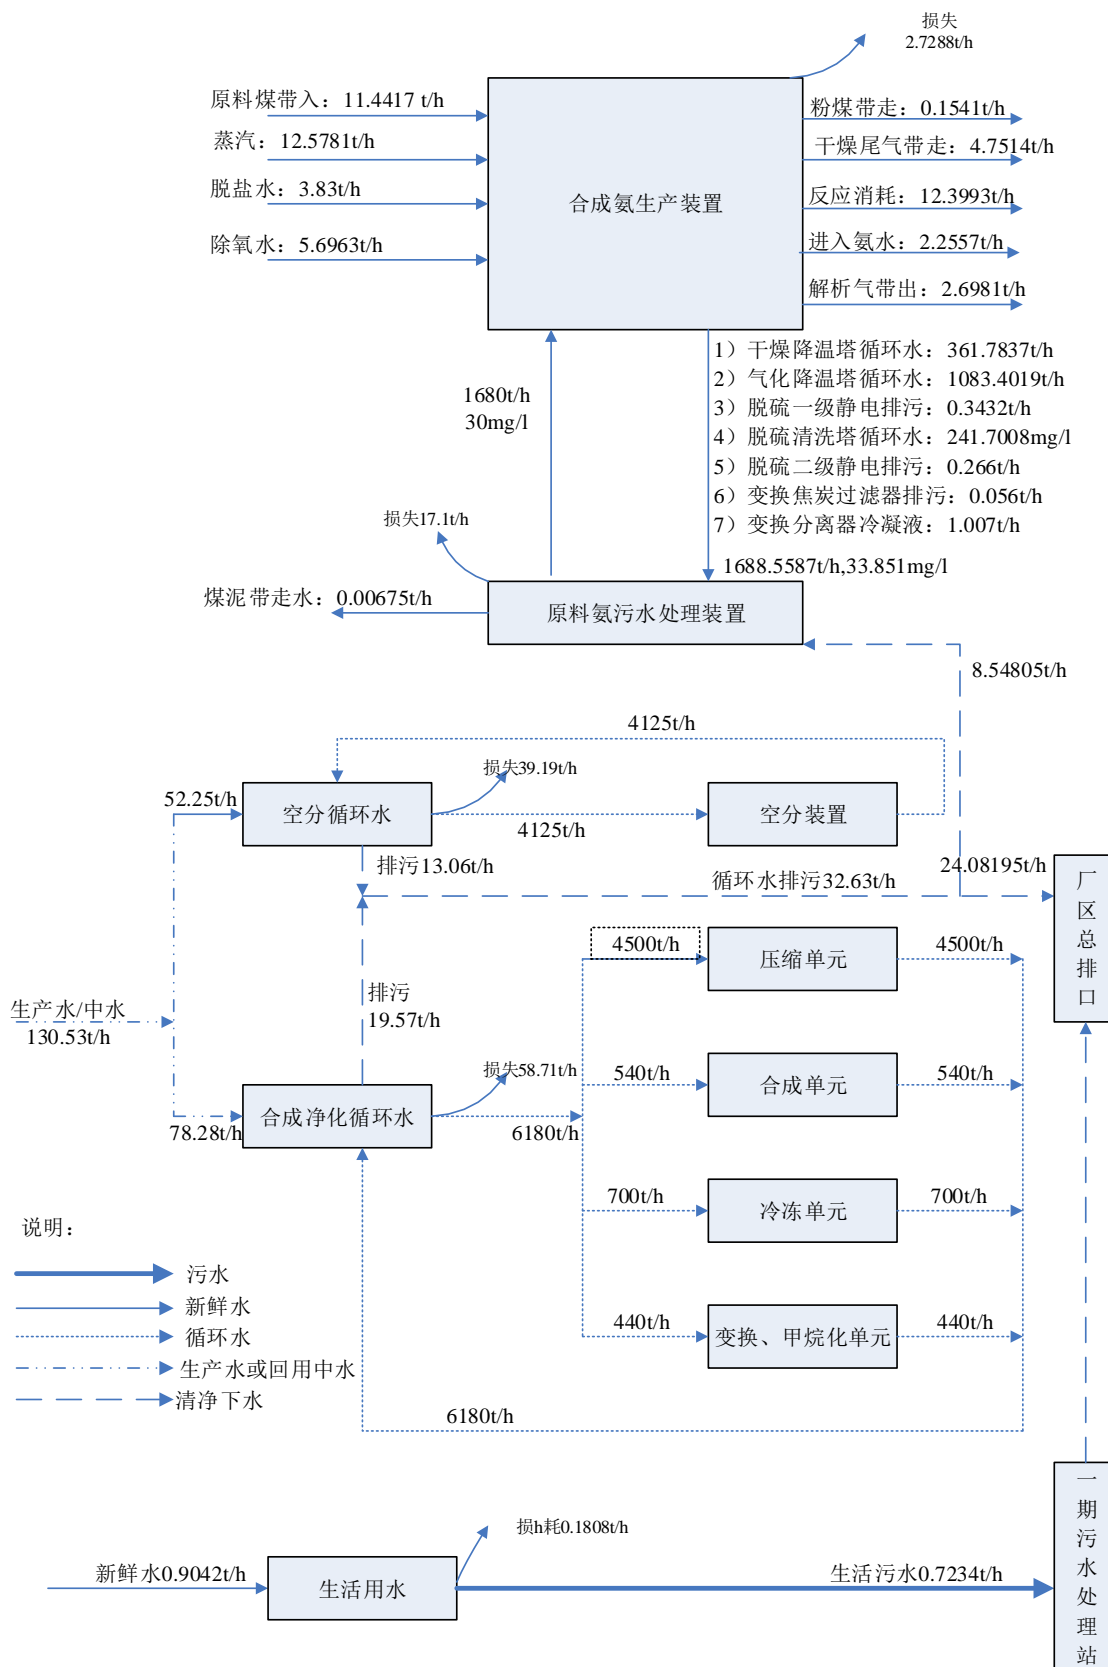 损失
2.7288t/h
原料煤带入：11.4417 t/h
蒸汽：12.5781t/h
脱盐水：3.83t/h
除氧水：5.6963t/h
合成氨生产装置
粉煤带走：0.1541t/h
干燥尾气带走：4.7514t/h
反应消耗：12.3993t/h
进入氨水：2.2557t/h
解析气带出：2.6981t/h
1680t/h
30mg/l
1）干燥降温塔循环水：361.7837t/h
2）气化降温塔循环水：1083.4019t/h
3）脱硫一级静电排污：0.3432t/h
4）脱硫清洗塔循环水：241.7008mg/l
5）脱硫二级静电排污：0.266t/h
6）变换焦炭过滤器排污：0.056t/h
7）变换分离器冷凝液：1.007t/h
损失17.1t/h
1688.5587t/h,33.851mg/l
煤泥带走水：0.00675t/h
原料氨污水处理装置
8.54805t/h
4125t/h
损失39.19t/h
52.25t/h
空分循环水
4125t/h
空分装置
排污13.06t/h
循环水排污32.63t/h
24.08195t/h
厂区总排口
4500t/h
压缩单元
4500t/h
排污
19.57t/h
生产水/中水
130.53t/h
损失58.71t/h
540t/h
合成单元
540t/h
合成净化循环水
78.28t/h
6180t/h
700t/h
冷冻单元
700t/h
说明：
污水
新鲜水
循环水
生产水或回用中水
清净下水
440t/h
变换、甲烷化单元
440t/h
6180t/h
一期污水处理站
损h耗0.1808t/h
新鲜水0.9042t/h
生活用水
生活污水0.7234t/h